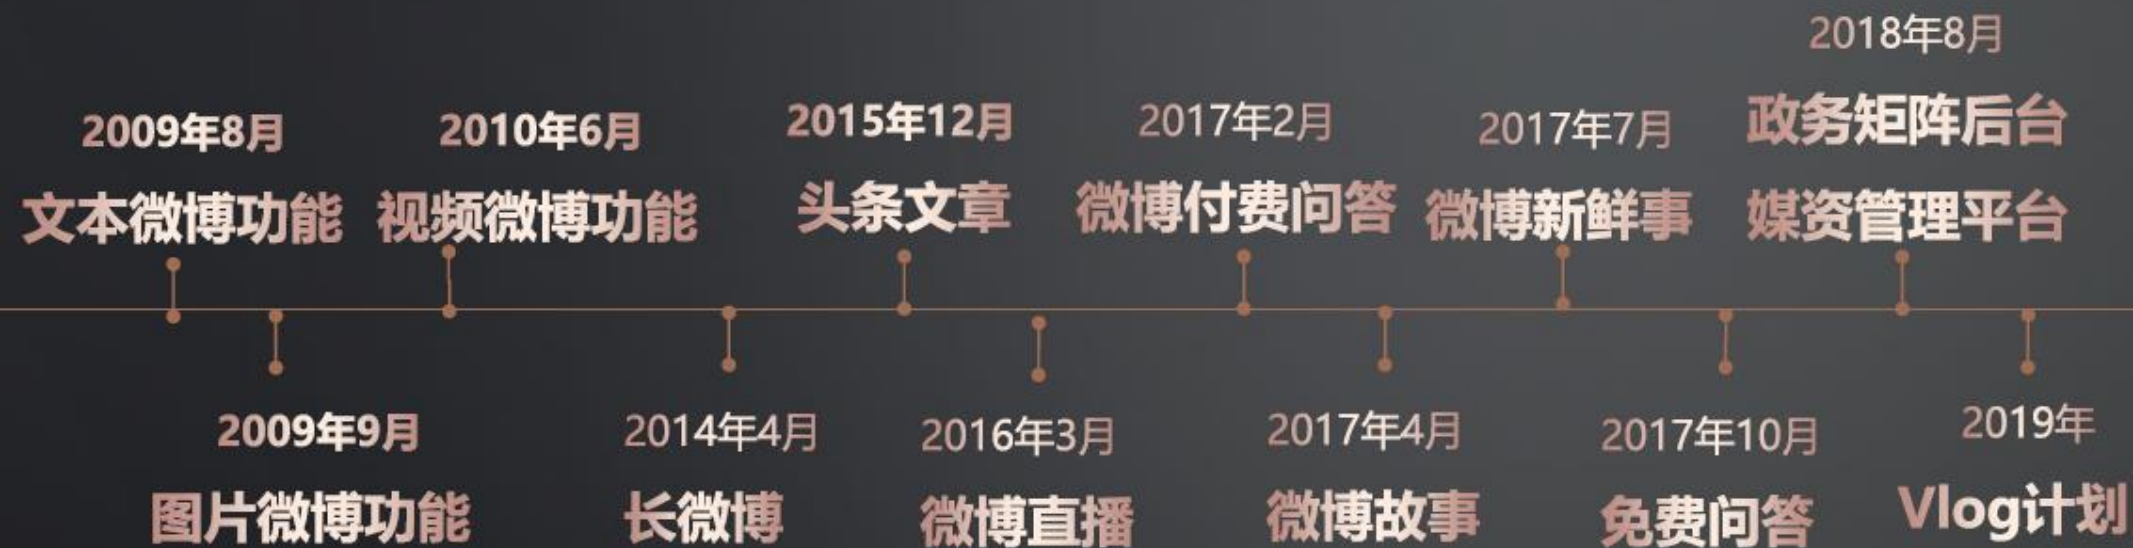 2009年8月
文本微博功能
2009年9月
图片微博功能
2010年6月
视频微博功能
2014年4月
长微博
2015年12月
头条文章
2016年3月
微博直播
2017年2月
微博付费问答
2017年4月
微博故事
2017年7月
微博新鲜事
2017年10月
免费问答
2018年8月
政务矩阵后台
媒资管理平台
2019年
Vlog计划